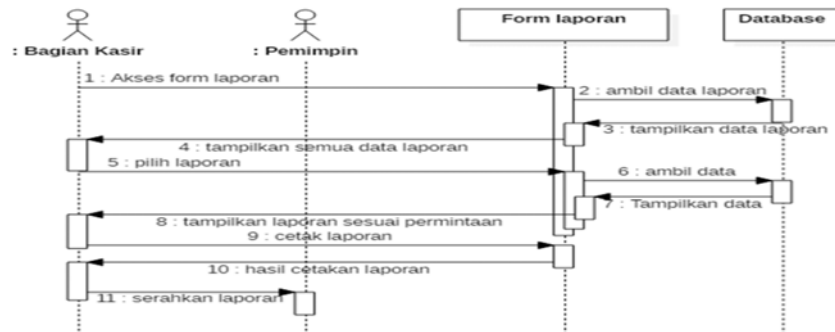 : Bagian Kasir
: Pemimpin
Form laporan
Database
1 : Akses form laporan
2 : ambil data laporan
3 : tampilkan data laporan
4 : tampilkan semua data laporan
5 : pilih laporan
6 : ambil data
7 : Tampilkan data
8 : tampilkan laporan sesuai permintaan
9 : cetak laporan
10 : hasil cetakan laporan
11 : serahkan laporan